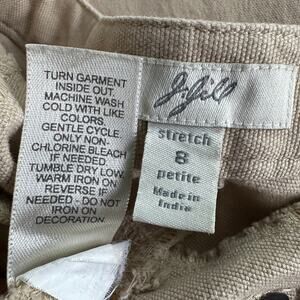 TURN GARMENT
INSIDE OUT.
MACHINE WASH
COLD WITH LIKE
COLORS
GENTLE CYCLE.
ONLY NON-
CHLORINE BLEACH
IF NEEDED.
TUMBLE DRY LOW.
WARM IRON ON
REVERSE IF
NEEDED - DO NOT
IRON ON
DECORATION.
J.Jill
stretch
8
petite
Made in
India